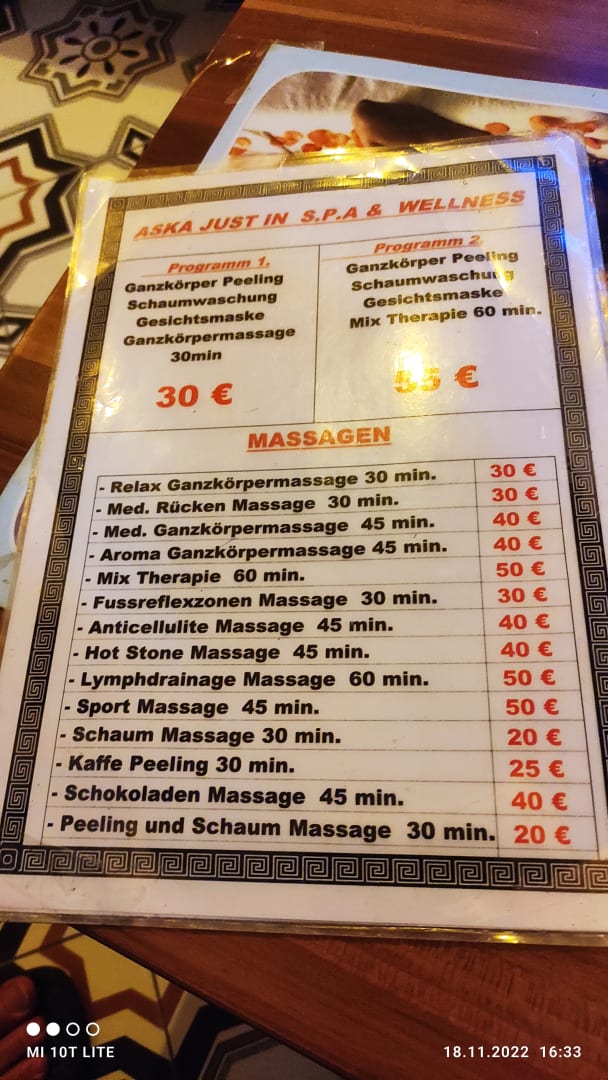 ASKA JUST IN S.P.A & WELLNESS
Programm 1.
Ganzkörper Peeling
Schaumwaschung
Gesichtsmaske
Ganzkörpermassage
30min
30 €
Programm 2.
Ganzkörper Peeling
Schaumwaschung
Gesichtsmaske
Mix Therapie 60 min.
€
MASSAGEN
- Relax Ganzkörpermassage 30 min. 30 €
- Med. Rücken Massage 30 min. 30 €
- Med. Ganzkörpermassage 45 min. 40 €
- Aroma Ganzkörpermassage 45 min. 40 €
- Mix Therapie 60 min. 50 €
- Fussreflexzonen Massage 30 min. 30 €
- Anticellulite Massage 45 min. 40 €
- Hot Stone Massage 45 min. 40 €
- Lymphdrainage Massage 60 min. 50 €
- Sport Massage 45 min. 50 €
- Schaum Massage 30 min. 20 €
- Kaffe Peeling 30 min. 25 €
- Schokoladen Massage 45 min. 40 €
- Peeling und Schaum Massage 30 min. 20 €
MI 10T LITE
18.11.2022 16:33